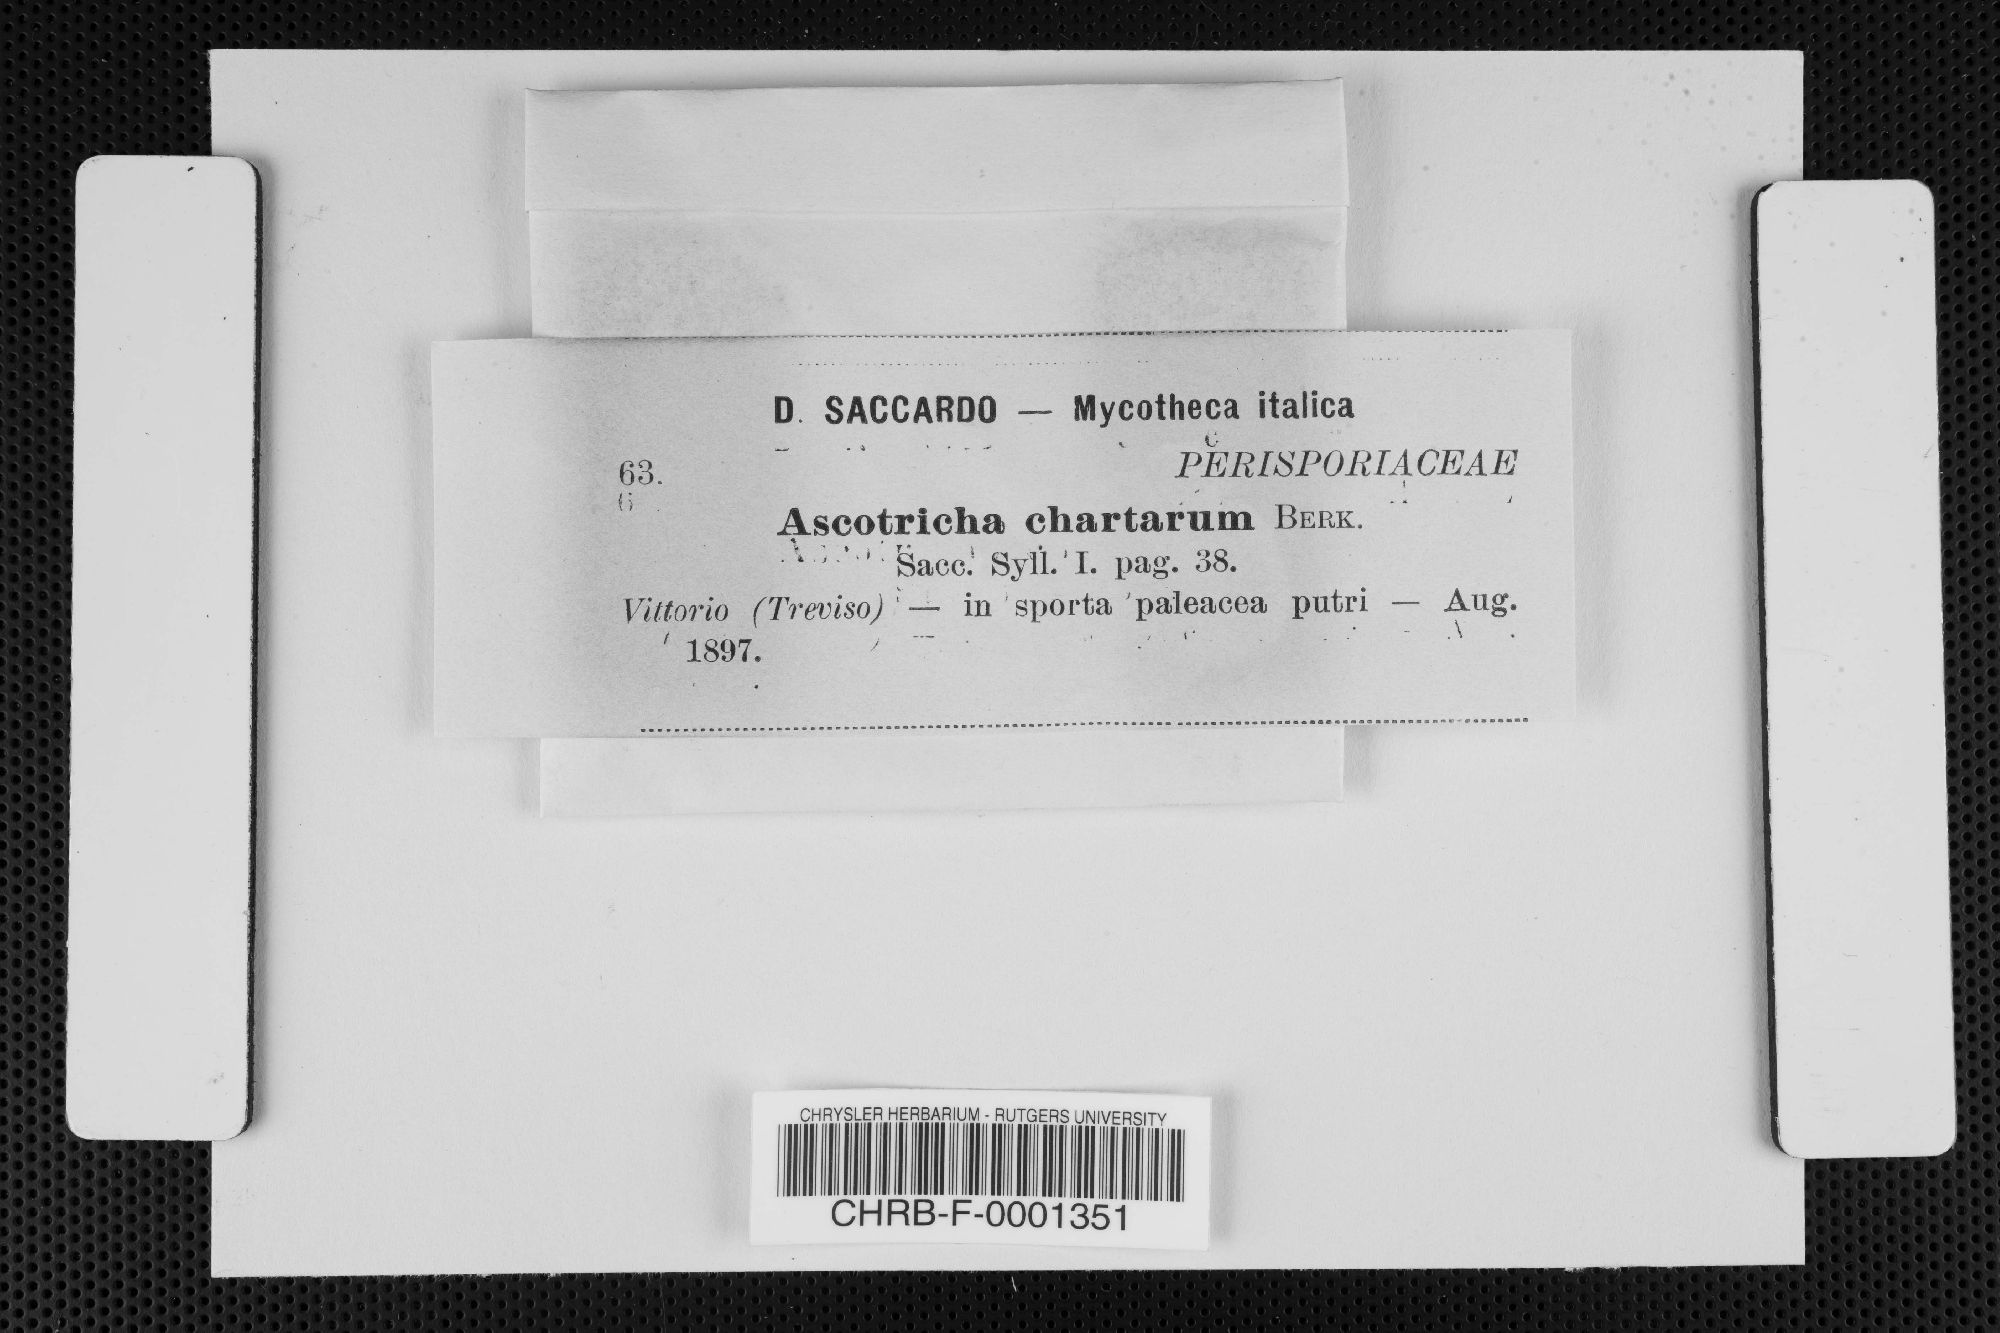 D. SACCARDO — Mycotheca italica
63. PERISPORIACEAE
Ascotricha chartarum BERK.
Sacc. Syll. I. pag. 38.
Vittorio (Treviso) — in sporta paleacea putri — Aug.
1897.
CHRYSLER HERBARIUM - RUTGERS UNIVERSITY
CHRB-F-0001351